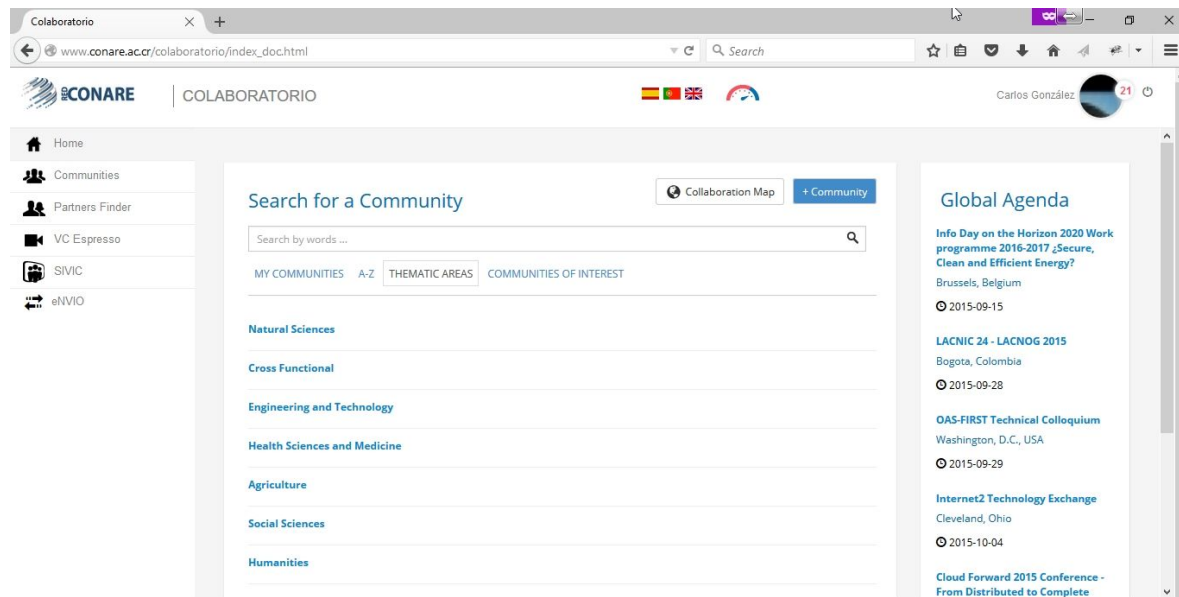 Colaboratorio
www.conare.ac.cr/colaboratorio/index_doc.html
Search
CONARE
COLABORATORIO
Carlos González
21
Home
Communities
Partners Finder
VC Espresso
SIVIC
eNVIO
Search for a Community
Collaboration Map
+ Community
Search by words ...
MY COMMUNITIES A-Z THEMATIC AREAS COMMUNITIES OF INTEREST
Natural Sciences
Cross Functional
Engineering and Technology
Health Sciences and Medicine
Agriculture
Social Sciences
Humanities
Global Agenda
Info Day on the Horizon 2020 Work
programme 2016-2017 ¿Secure,
Clean and Efficient Energy?
Brussels, Belgium
2015-09-15
LACNIC 24 - LACNOG 2015
Bogota, Colombia
2015-09-28
OAS-FIRST Technical Colloquium
Washington, D.C., USA
2015-09-29
Internet2 Technology Exchange
Cleveland, Ohio
2015-10-04
Cloud Forward 2015 Conference -
From Distributed to Complete